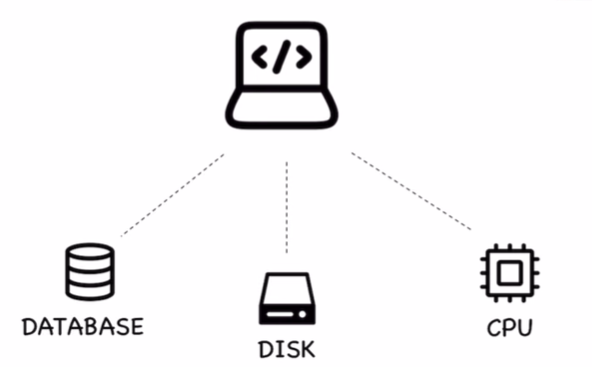 </>
DATABASE
DISK
CPU